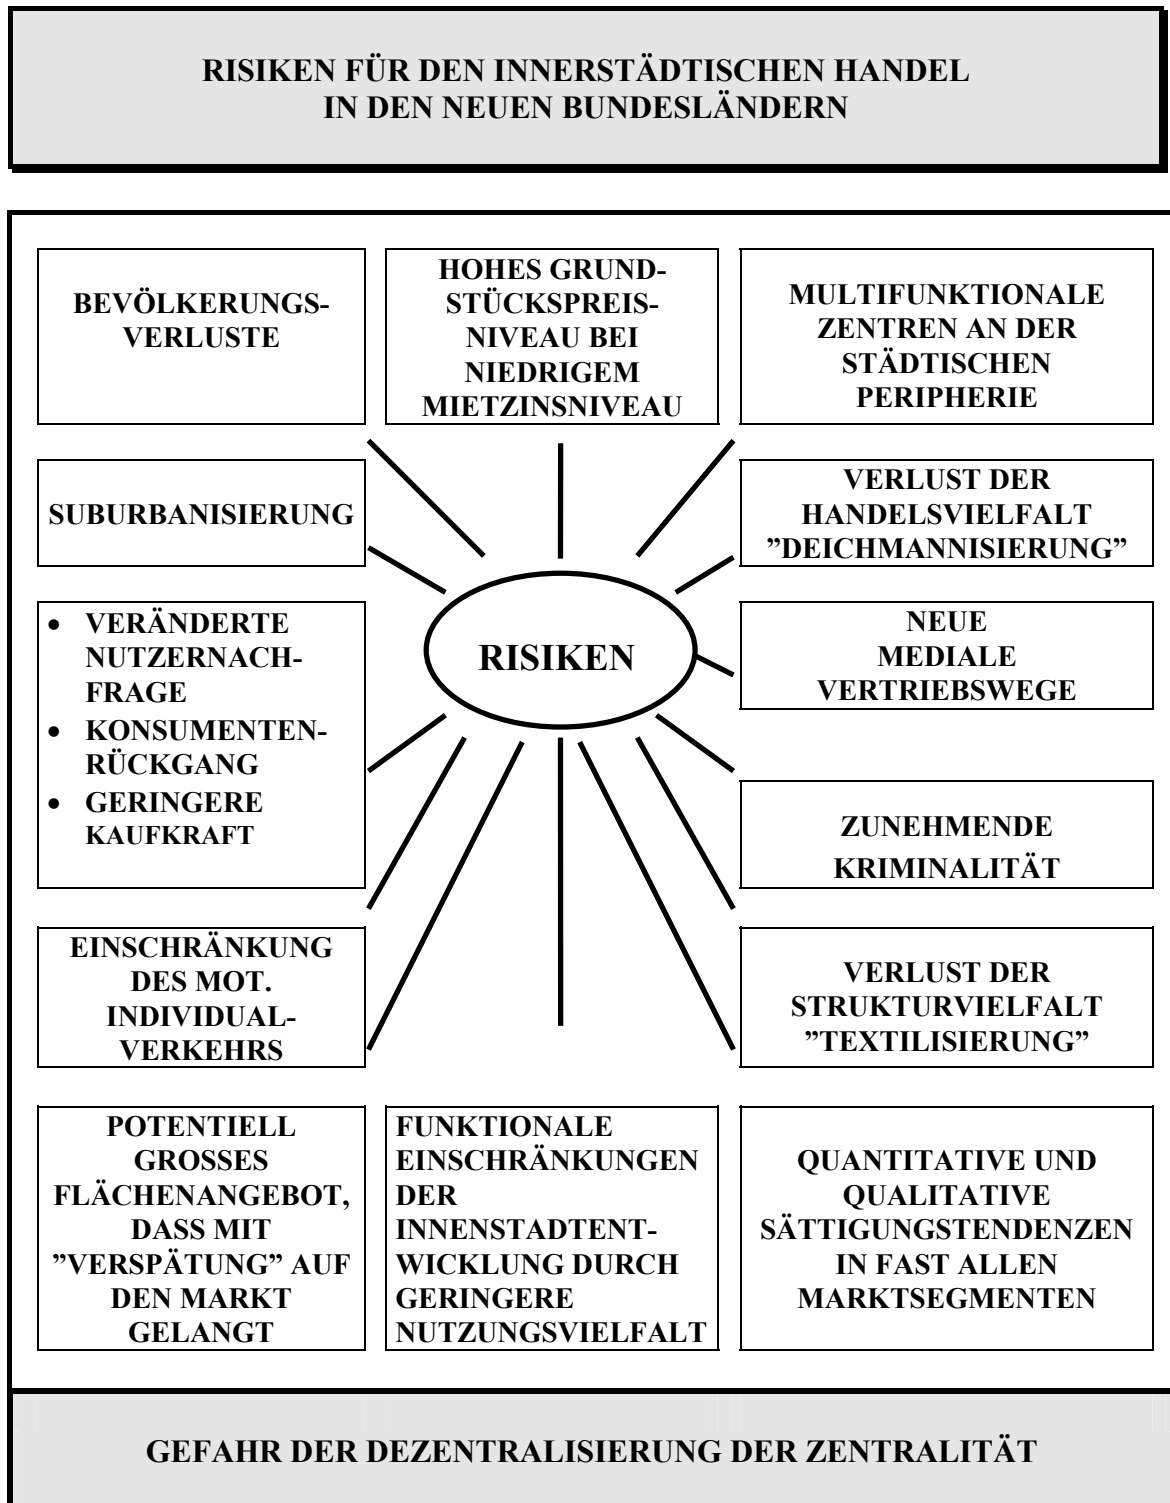 RISIKEN FÜR DEN INNERSTÄDTISCHEN HANDEL
IN DEN NEUEN BUNDESLÄNDERN
BEVÖLKERUNGS-
VERLUSTE
HOHES GRUND-
STÜCKSPREIS-
NIVEAU BEI
NIEDRIGEM
MIETZINSNIVEAU
MULTIFUNKTIONALE
ZENTREN AN DER
STÄDTISCHEN
PERIPHERIE
SUBURBANISIERUNG
VERLUST DER
HANDELSVIELFALT
”DEICHMANNISIERUNG”
• VERÄNDERTE
NUTZERNACH-
FRAGE
• KONSUMENTEN-
RÜCKGANG
• GERINGERE
KAUFKRAFT
RISIKEN
NEUE
MEDIALE
VERTRIEBSWEGE
ZUNEHMENDE
KRIMINALITÄT
EINSCHRÄNKUNG
DES MOT.
INDIVIDUAL-
VERKEHRS
VERLUST DER
STRUKTURVIELFALT
”TEXTILISIERUNG”
POTENTIELL
GROSSES
FLÄCHENANGEBOT,
DASS MIT
”VERSPÄTUNG” AUF
DEN MARKT
GELANGT
FUNKTIONALE
EINSCHRÄNKUNGEN
DER
INNENSTADTENT-
WICKLUNG DURCH
GERINGERE
NUTZUNGSVIELFALT
QUANTITATIVE UND
QUALITATIVE
SÄTTIGUNGSTENDENZEN
IN FAST ALLEN
MARKTSEGMENTEN
GEFAHR DER DEZENTRALISIERUNG DER ZENTRALITÄT